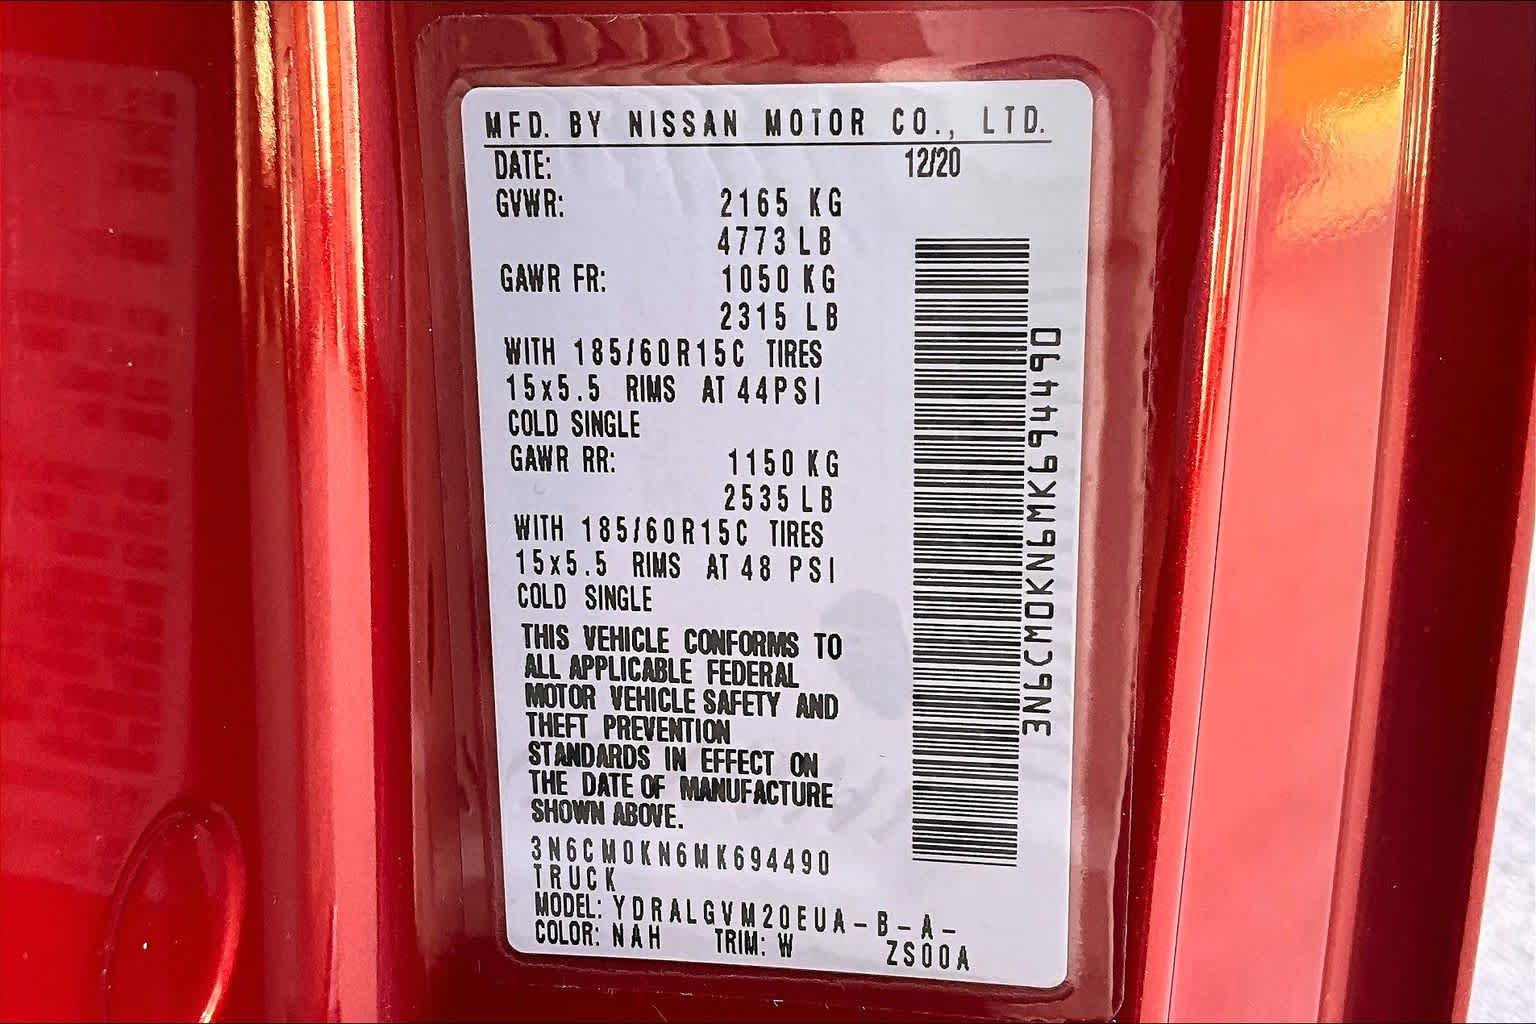 MFD. BY NISSAN MOTOR CO., LTD.
DATE: 12/20
GVWR: 2165 KG
4773 LB
GAWR FR: 1050 KG
2315 LB
WITH 185/60R15C TIRES
15x5.5 RIMS AT 44PSI
COLD SINGLE
GAWR RR: 1150 KG
2535 LB
WITH 185/60R15C TIRES
15x5.5 RIMS AT 48 PSI
COLD SINGLE
THIS VEHICLE CONFORMS TO
ALL APPLICABLE FEDERAL
MOTOR VEHICLE SAFETY AND
THEFT PREVENTION
STANDARDS IN EFFECT ON
THE DATE OF MANUFACTURE
SHOWN ABOVE.
3N6CM0KN6MK694490
TRUCK
MODEL: YDRALGVM20EUA-B-A-
COLOR: NAH TRIM: W ZS00A
3N6CM0KN6MK694490